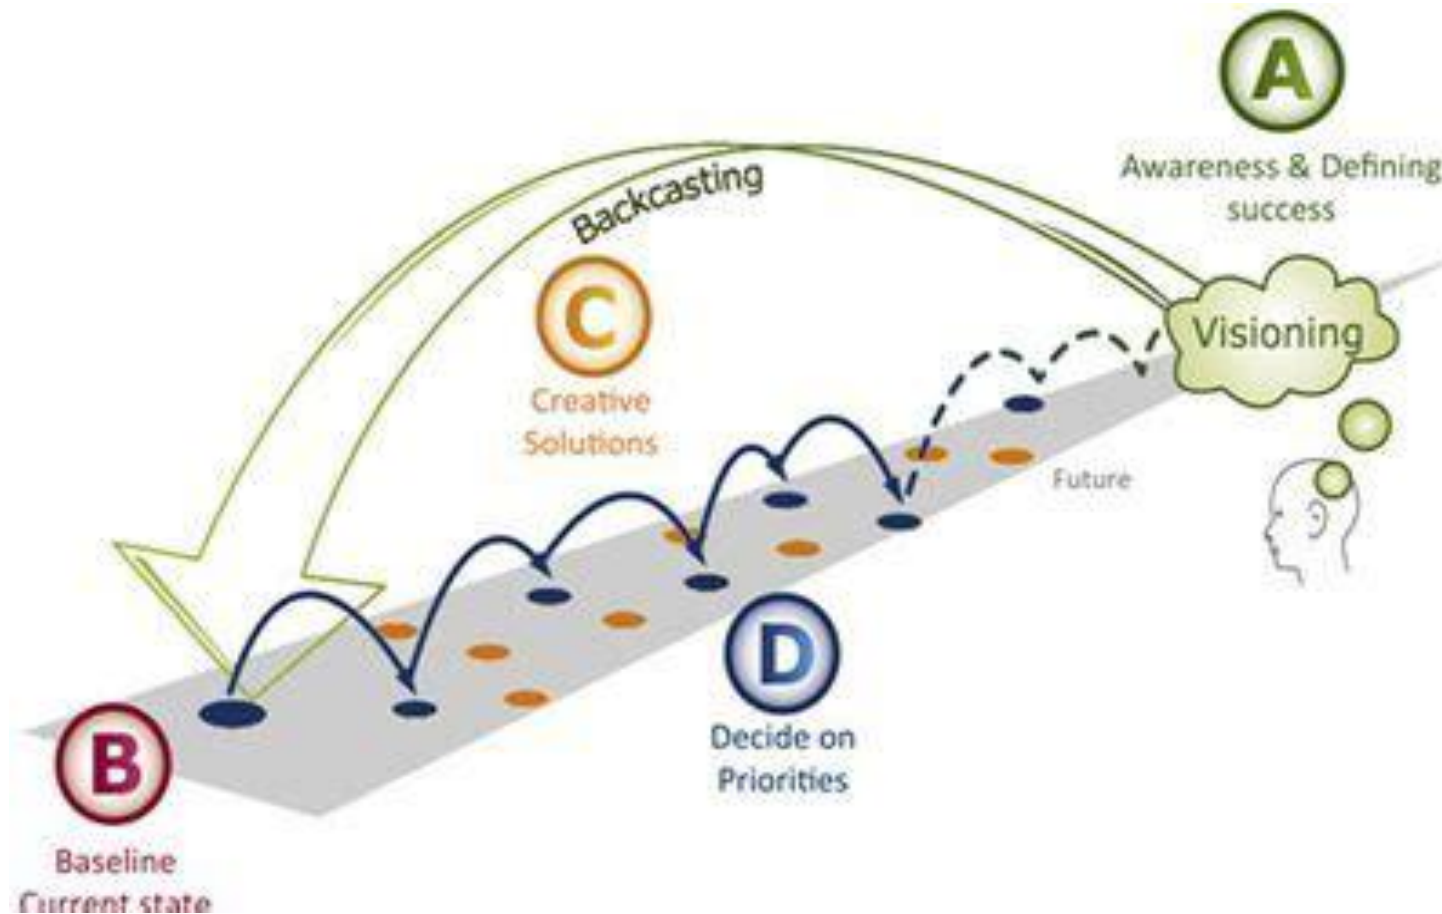 A
Awareness & Defining
success
Backcasting
C
Creative
Solutions
Visioning
Future
D
Decide on
Priorities
B
Baseline
Current state